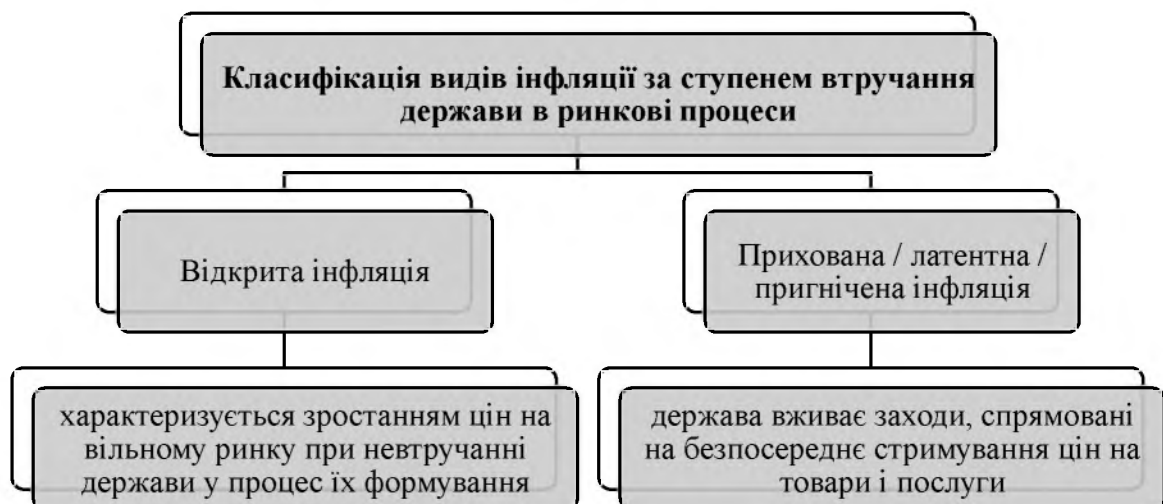 Класифікація видів інфляції за ступенем втручання
держави в ринкові процеси
Відкрита інфляція
Прихована / латентна /
пригнічена інфляція
характеризується зростанням цін на
вільному ринку при невтручанні
держави у процес їх формування
держава вживає заходи, спрямовані
на безпосереднє стримування цін на
товари і послуги